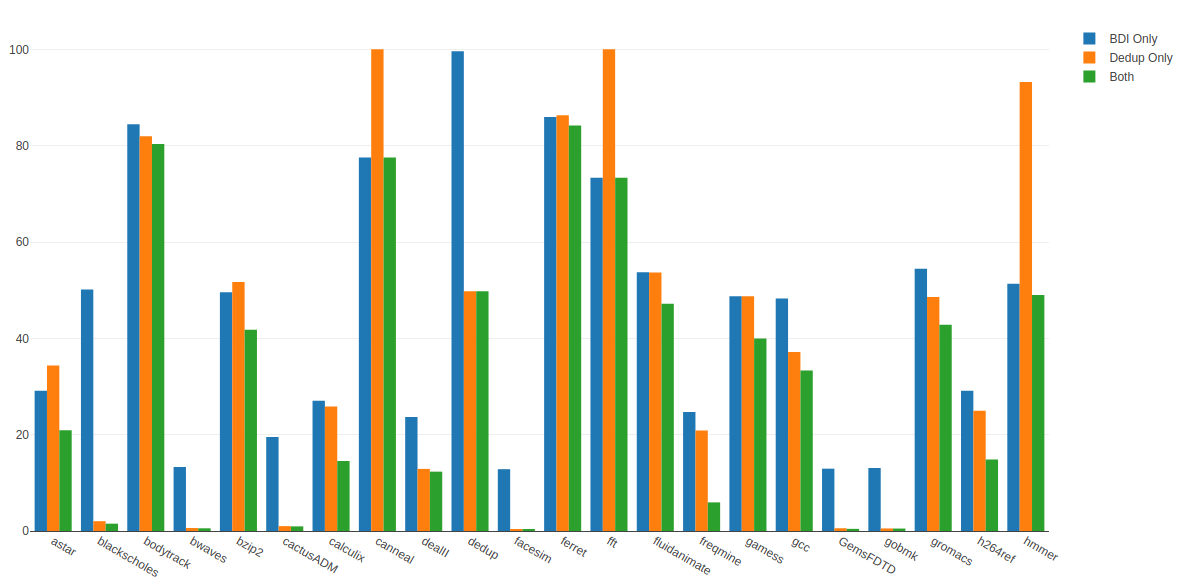 BDI Only
Dedup Only
Both
100
80
60
40
20
0
astar
blackscholes
bodytrack
bwaves
bzip2
cactusADM
calculix
canneal
dealII
dedup
facesim
ferret
fft
fluidanimate
freqmine
gamess
gcc
GemsFDTD
gobmk
gromacs
h264ref
hmmer